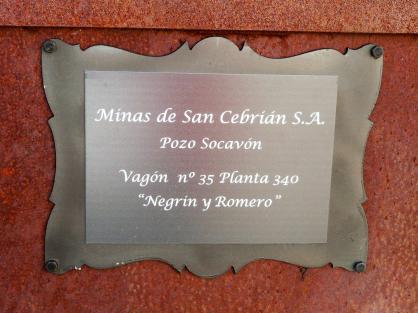 Minas de San Cebrián S.A.
Pozo Socavón
Vagón nº 35 Planta 340
“Negrin y Romero”